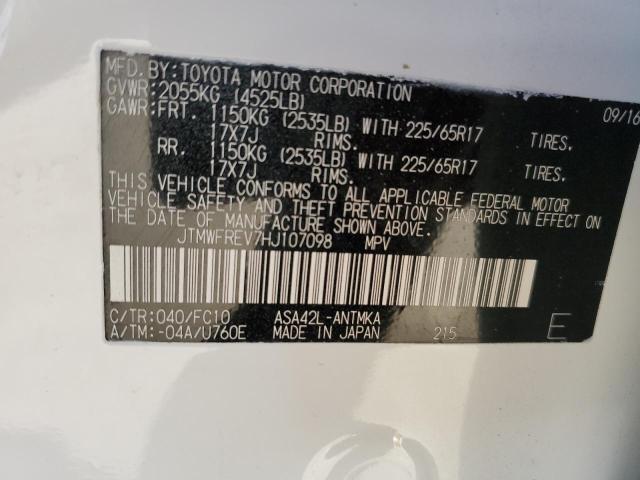 MFD. BY: TOYOTA MOTOR CORPORATION 09/16
GVWR: 2055KG (4525LB)
GAWR: FRT. 1150KG (2535LB) WITH 225/65R17 TIRES.
17X7J RIMS.
RR. 1150KG (2535LB) WITH 225/65R17 TIRES.
17X7J RIMS.
THIS VEHICLE CONFORMS TO ALL APPLICABLE FEDERAL MOTOR
VEHICLE SAFETY AND THEFT PREVENTION STANDARDS IN EFFECT ON
THE DATE OF MANUFACTURE SHOWN ABOVE.
JTMWFREV7HJ107098 MPV
C/TR: 040/FC10 ASA42L-ANTMKA
A/TM: -04A/U760E MADE IN JAPAN 215 E